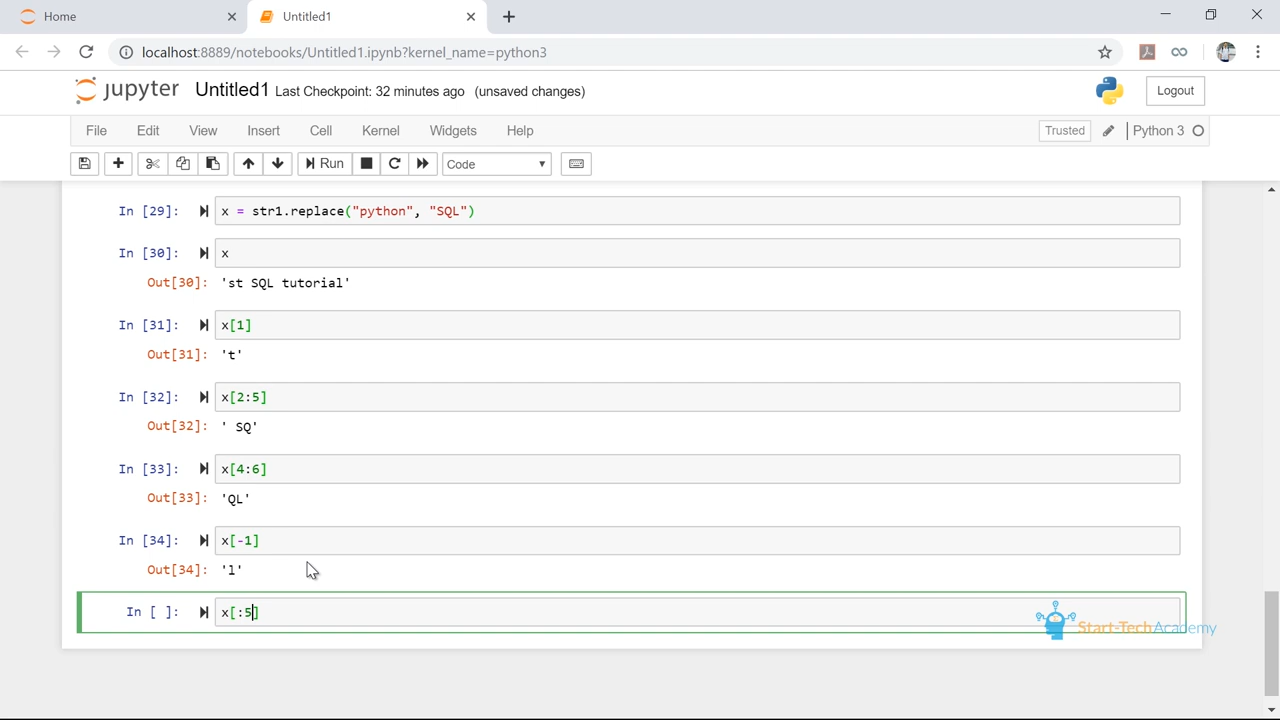 Home
Untitled1
localhost:8889/notebooks/Untitled1.ipynb?kernel_name=python3
jupyter Untitled1 Last Checkpoint: 32 minutes ago (unsaved changes)
Logout
File Edit View Insert Cell Kernel Widgets Help
Trusted Python 3
Run Code
In [29]: x = str1.replace("python", "SQL")
In [30]: x
Out[30]: 'st SQL tutorial'
In [31]: x[1]
Out[31]: 't'
In [32]: x[2:5]
Out[32]: ' SQ'
In [33]: x[4:6]
Out[33]: 'QL'
In [34]: x[-1]
Out[34]: 'l'
In [ ]: x[:5]
Start-Tech Academy